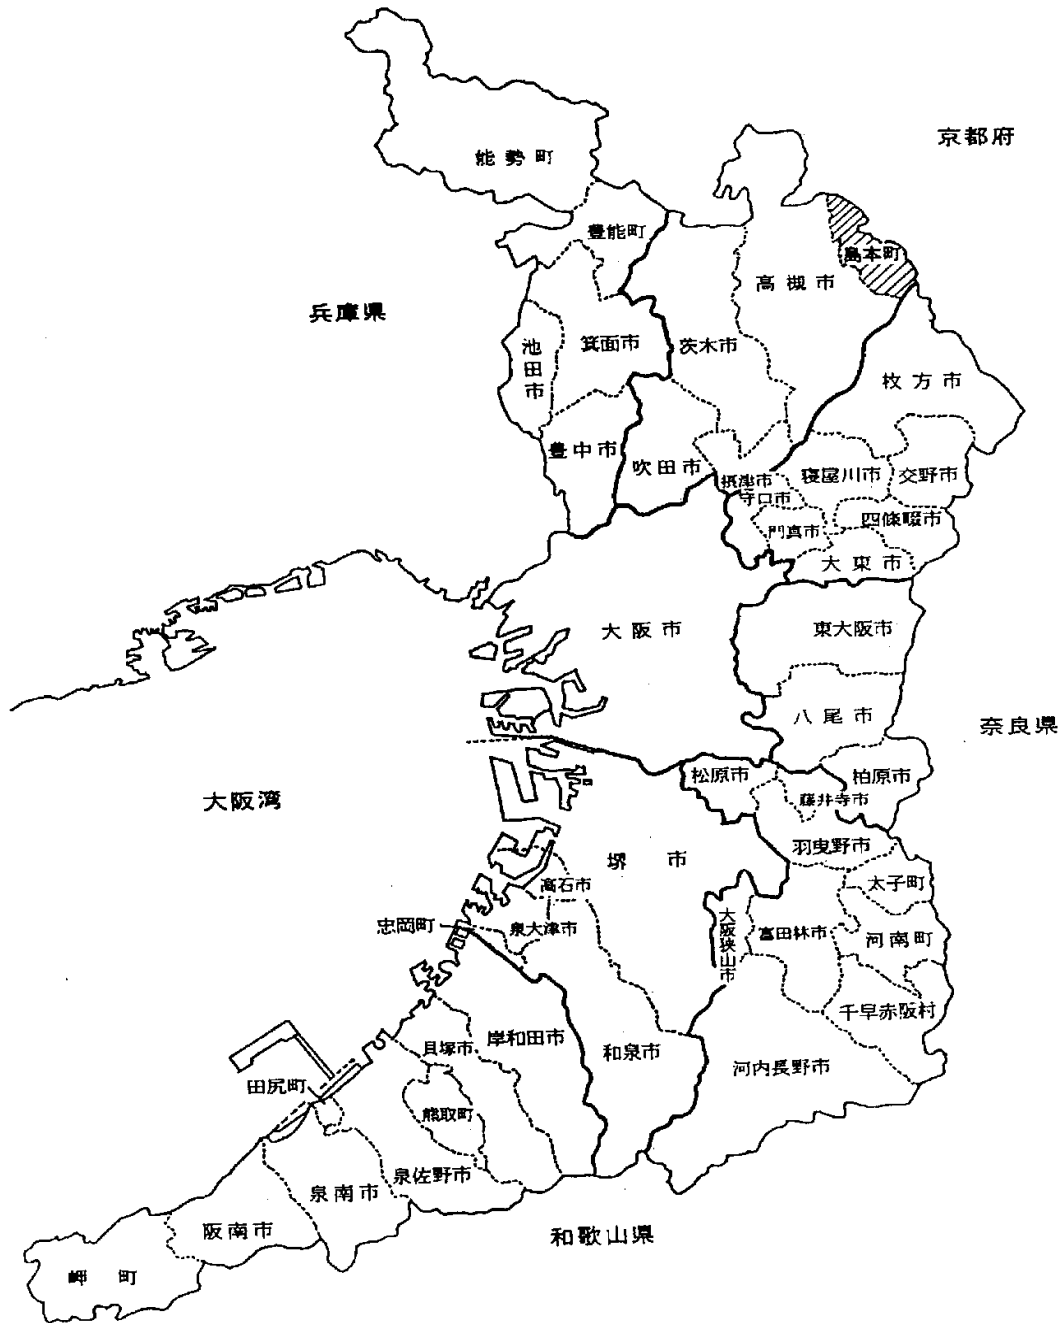 京都府
能勢町
豊能町
島本町
高槻市
兵庫県
箕面市
茨木市
池田市
枚方市
豊中市
吹田市
摂津市
寝屋川市
交野市
守口市
四條畷市
門真市
大東市
大阪市
東大阪市
八尾市
奈良県
松原市
柏原市
藤井寺市
大阪湾
羽曳野市
堺市
太子町
高石市
忠岡町
泉大津市
大阪狭山市
富田林市
河南町
千早赤阪村
岸和田市
貝塚市
和泉市
河内長野市
田尻町
熊取町
泉佐野市
泉南市
阪南市
和歌山県
岬町